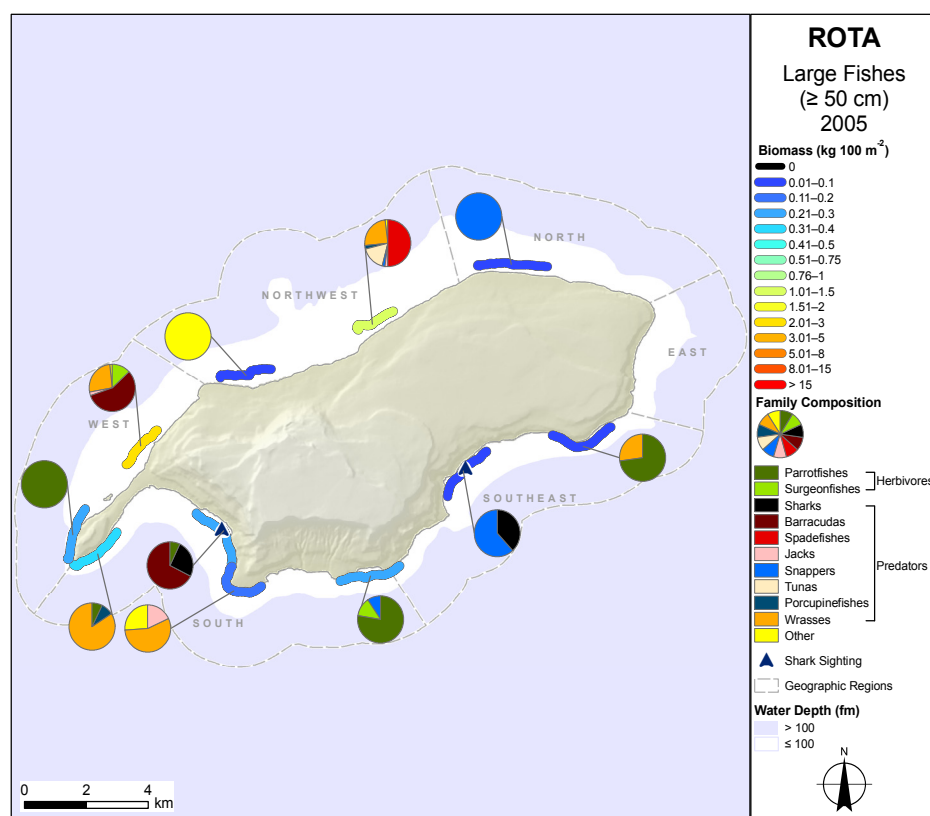 ROTA
Large Fishes
(≥ 50 cm)
2005
Biomass (kg 100 m-2)
0
0.01–0.1
0.11–0.2
0.21–0.3
0.31–0.4
0.41–0.5
0.51–0.75
0.76–1
1.01–1.5
1.51–2
2.01–3
3.01–5
5.01–8
8.01–15
> 15
Family Composition
Parrotfishes
Surgeonfishes
Herbivores
Sharks
Barracudas
Spadefishes
Jacks
Snappers
Predators
Tunas
Porcupinefishes
Wrasses
Other
Shark Sighting
Geographic Regions
Water Depth (fm)
> 100
≤ 100
N
NORTH
NORTHWEST
EAST
WEST
SOUTHEAST
SOUTH
0 2 4
km